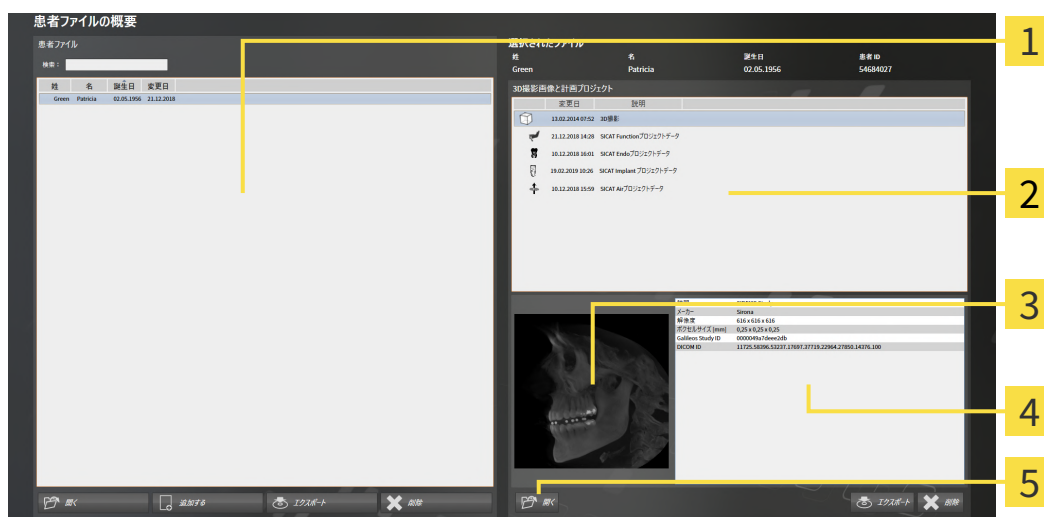 患者ファイルの概要
患者ファイル
検索：
姓 名 誕生日 変更日
Green Patricia 02.05.1956 21.12.2018
開く 追加する エクスポート 削除
選択されたファイル
姓 名 誕生日 患者 ID
Green Patricia 02.05.1956 54684027
3D撮影画像と計画プロジェクト
変更日 説明
13.02.2014 07:52 3D撮影
21.12.2018 14:28 SICAT Functionプロジェクトデータ
10.12.2018 16:01 SICAT Endoプロジェクトデータ
19.02.2019 10:26 SICAT Implant プロジェクトデータ
10.12.2018 15:59 SICAT Airプロジェクトデータ
メーカー Sirona
解像度 616 x 616 x 616
ボクセルサイズ [mm] 0,25 x 0,25 x 0,25
Galileos Study ID 0000049a7deee2db
DICOM ID 11725.58396.53237.17697.37719.22964.27850.14376.100
開く エクスポート 削除
1
2
3
4
5